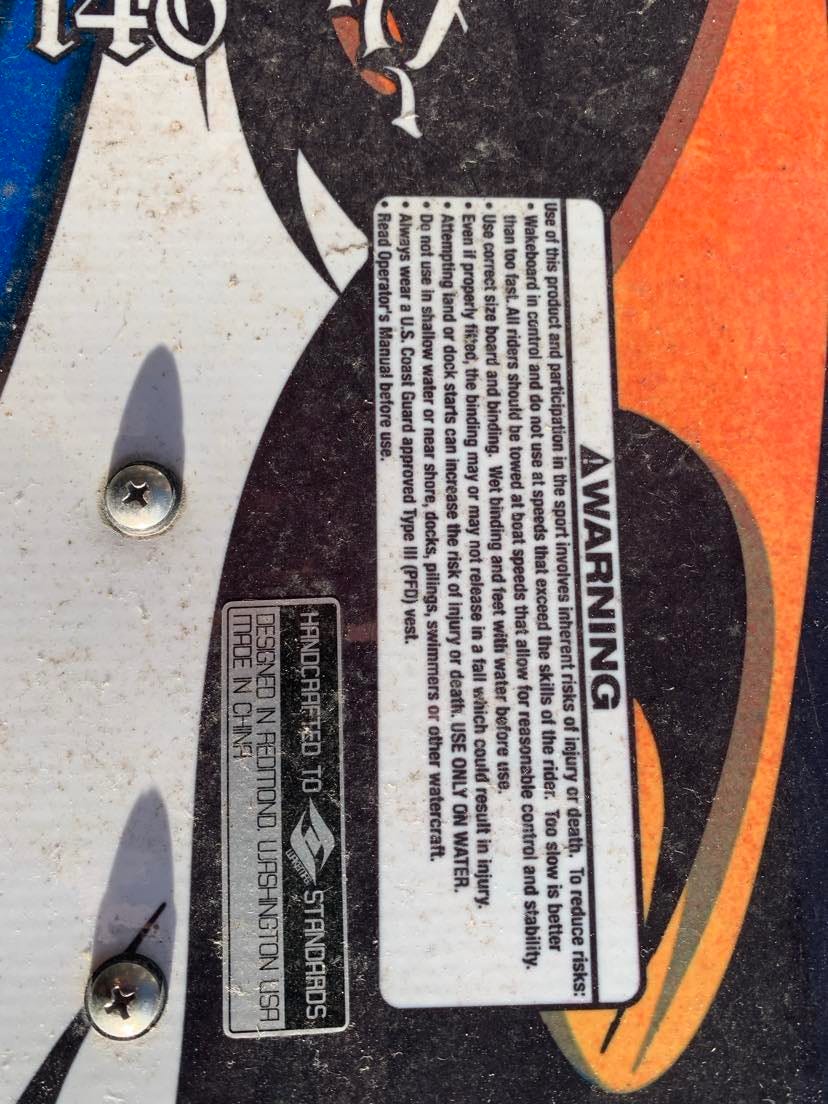 140
⚠WARNING
Use of this product and participation in the sport involves inherent risks of injury or death. To reduce risks:
• Wakeboard in control and do not use at speeds that exceed the skills of the rider. Too slow is better
than too fast. All riders should be towed at boat speeds that allow for reasonable control and stability.
• Use correct size board and binding. Wet binding and feet with water before use.
• Even if properly fitted, the binding may or may not release in a fall which could result in injury.
• Attempting land or dock starts can increase the risk of injury or death. USE ONLY ON WATER.
• Do not use in shallow water or near shore, docks, pilings, swimmers or other watercraft.
• Always wear a U.S. Coast Guard approved Type III (PFD) vest.
• Read Operator's Manual before use.
HANDCRAFTED TO STANDARDS
DESIGNED IN REDMOND, WASHINGTON USA
MADE IN CHINA